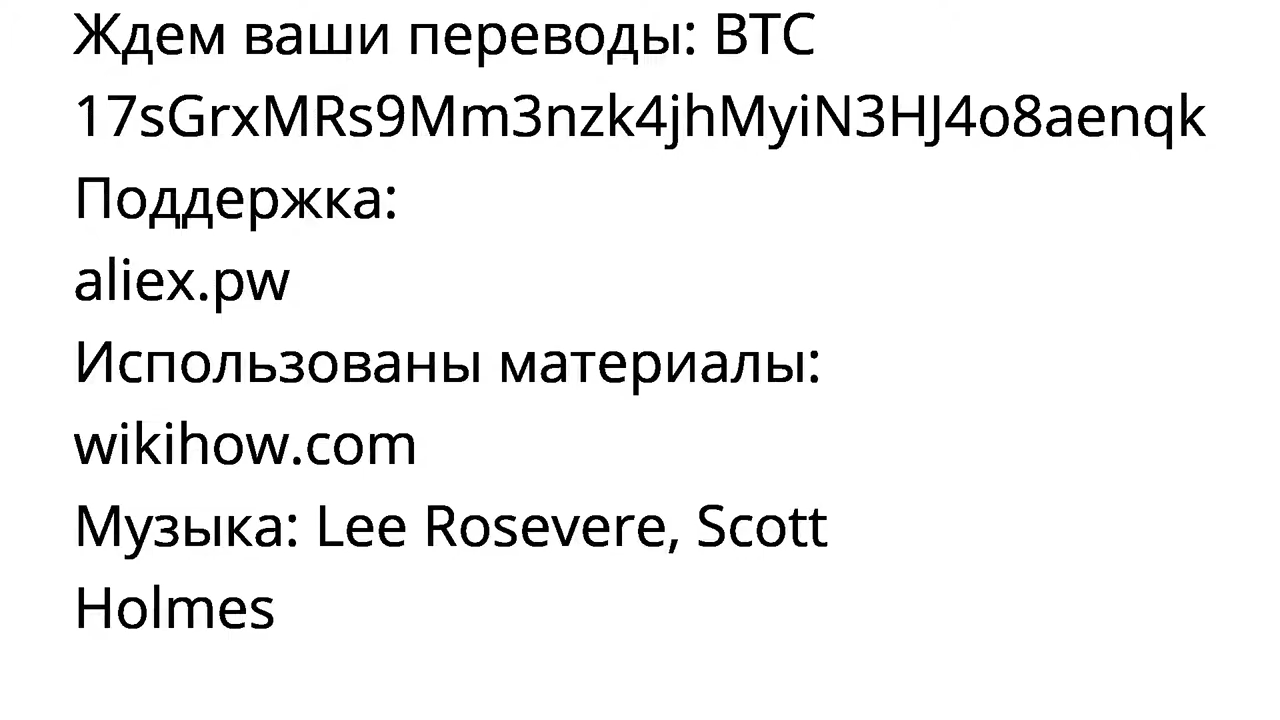 Ждем ваши переводы: BTC
17sGrxMRs9Mm3nzk4jhMyiN3HJ4o8aenqk
Поддержка:
aliex.pw
Использованы материалы:
wikihow.com
Музыка: Lee Rosevere, Scott
Holmes